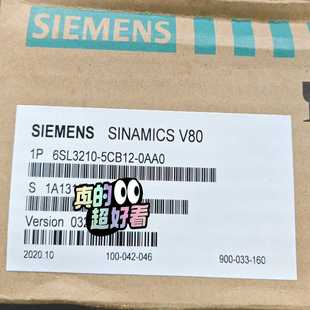 SIEMENS
SIEMENS SINAMICS V80
1P 6SL3210-5CB12-0AA0
S 1A131
真的
超好看
Version 03
2020.10 100-042-046 900-033-160